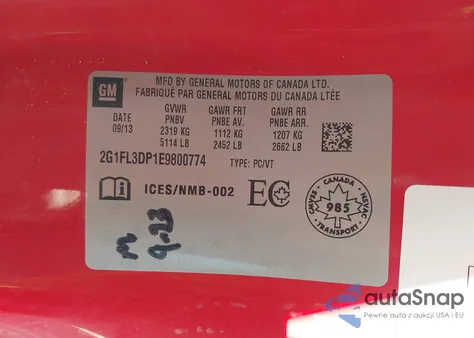 GM
MFD BY GENERAL MOTORS OF CANADA LTD.
FABRIQUÉ PAR GENERAL MOTORS DU CANADA LTÉE
DATE GVWR GAWR FRT GAWR RR
09/13 PNBV PNBE AV. PNBE ARR
2319 KG 1112 KG 1207 KG
5114 LB 2452 LB 2662 LB
2G1FL3DP1E9800774 TYPE: PC/VT
i ICES/NMB-002 EC
CANADA
CMVSS 985 NSVAC
TRANSPORT
autaSnap
Pewne auta z aukcji USA i EU